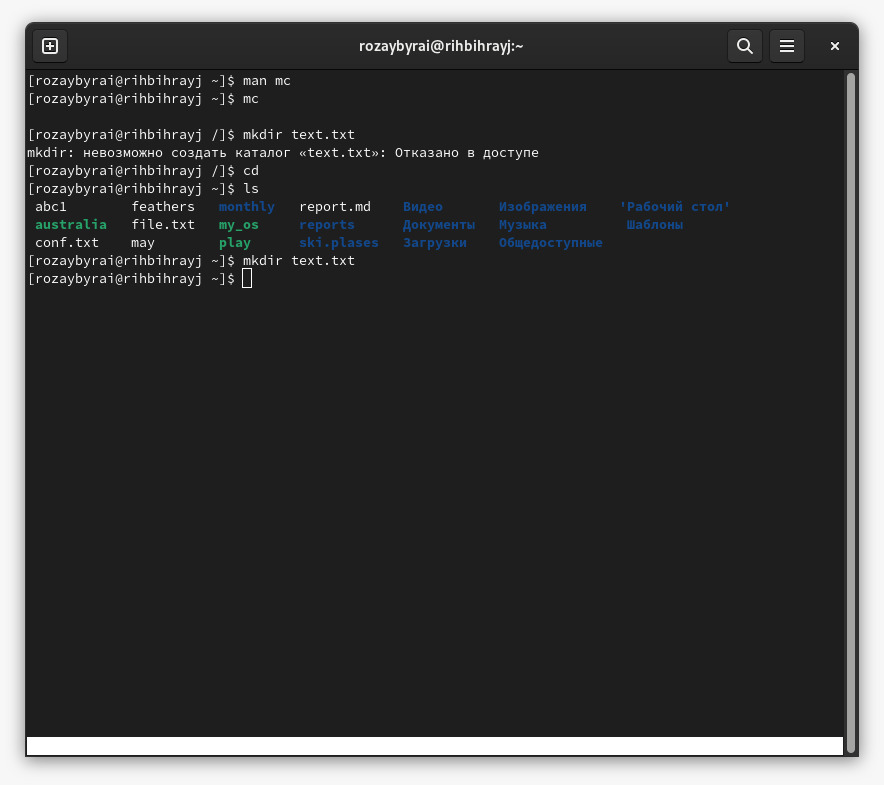 rozaybyrai@rihbihrayj:~
[rozaybyrai@rihbihrayj ~]$ man mc
[rozaybyrai@rihbihrayj ~]$ mc
[rozaybyrai@rihbihrayj /]$ mkdir text.txt
mkdir: невозможно создать каталог «text.txt»: Отказано в доступе
[rozaybyrai@rihbihrayj /]$ cd
[rozaybyrai@rihbihrayj ~]$ ls
abc1 feathers monthly report.md Видео Изображения 'Рабочий стол'
australia file.txt my_os reports Документы Музыка Шаблоны
conf.txt may play ski.plases Загрузки Общедоступные
[rozaybyrai@rihbihrayj ~]$ mkdir text.txt
[rozaybyrai@rihbihrayj ~]$